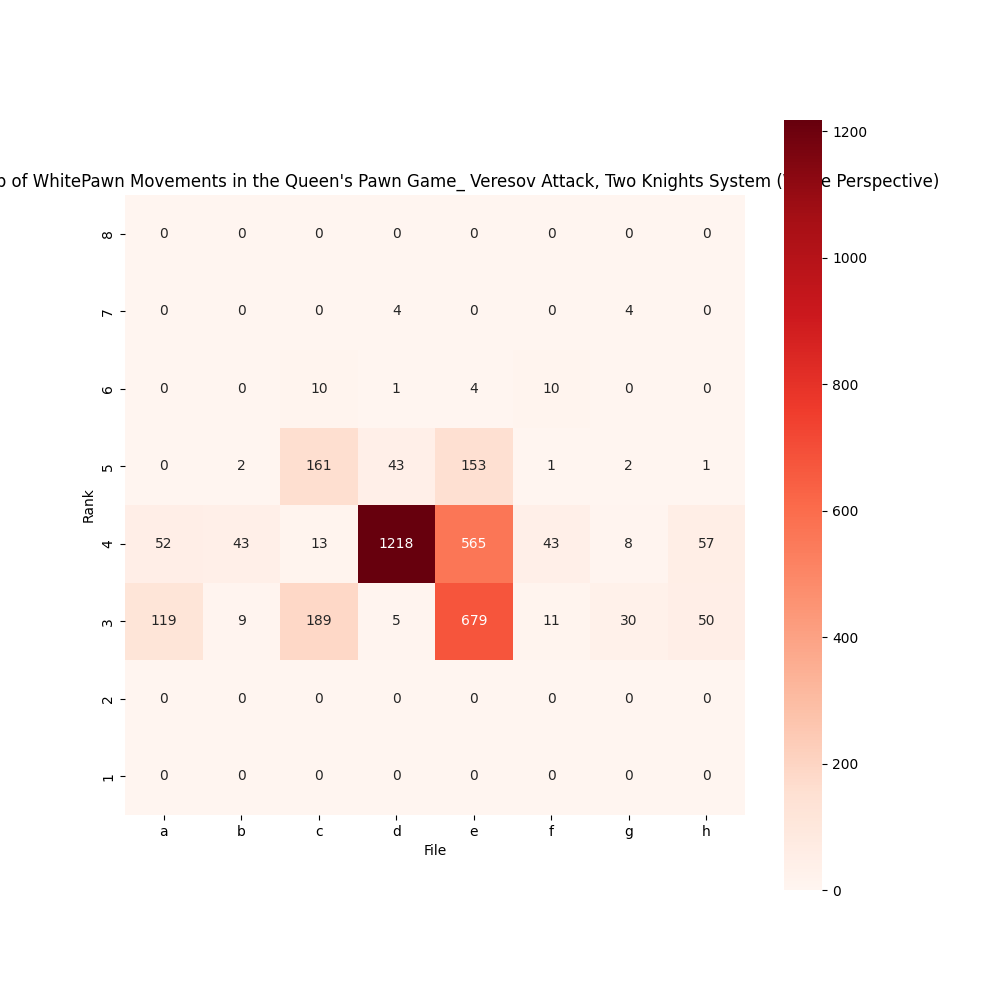 of WhitePawn Movements in the Queen's Pawn Game_ Veresov Attack, Two Knights System ( Perspective)
1200
1000
800
600
400
200
0
Rank
8 0 0 0 0 0 0 0 0
7 0 0 0 4 0 0 4 0
6 0 0 10 1 4 10 0 0
5 0 2 161 43 153 1 2 1
4 52 43 13 1218 565 43 8 57
3 119 9 189 5 679 11 30 50
2 0 0 0 0 0 0 0 0
1 0 0 0 0 0 0 0 0
a b c d e f g h
File